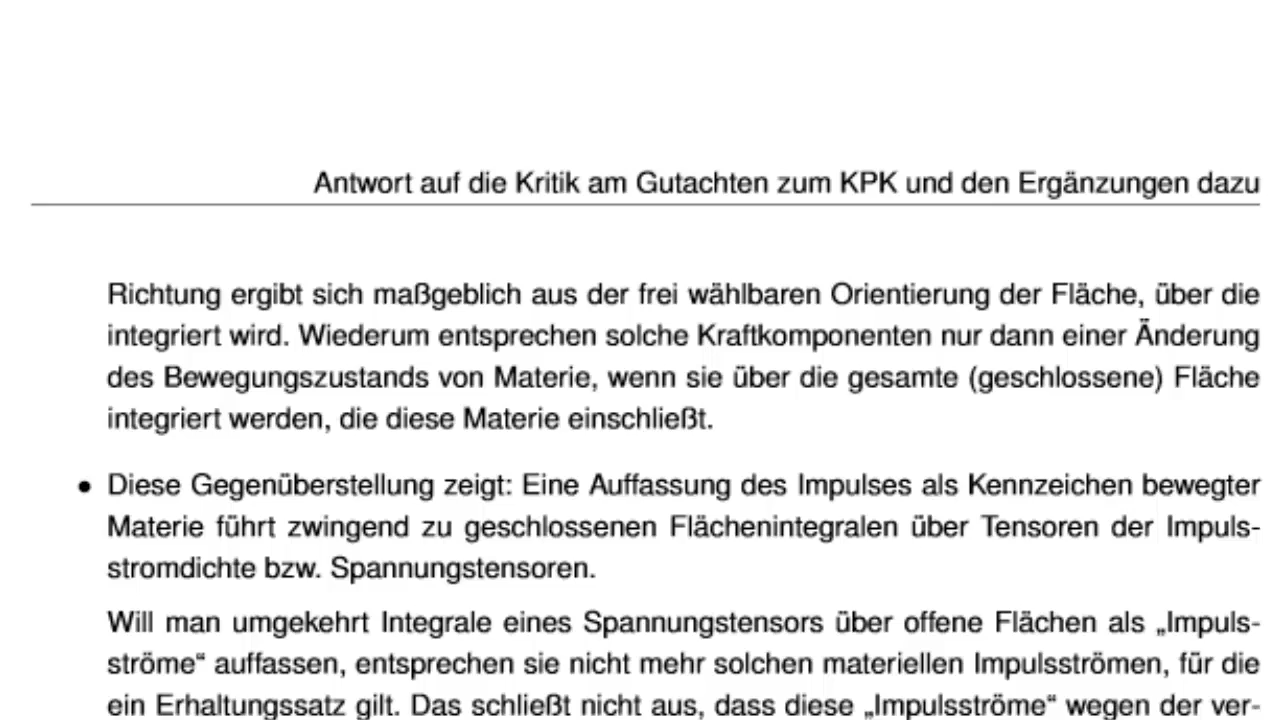 Antwort auf die Kritik am Gutachten zum KPK und den Ergänzungen dazu
Richtung ergibt sich maßgeblich aus der frei wählbaren Orientierung der Fläche, über die
integriert wird. Wiederum entsprechen solche Kraftkomponenten nur dann einer Änderung
des Bewegungszustands von Materie, wenn sie über die gesamte (geschlossene) Fläche
integriert werden, die diese Materie einschließt.
• Diese Gegenüberstellung zeigt: Eine Auffassung des Impulses als Kennzeichen bewegter
Materie führt zwingend zu geschlossenen Flächenintegralen über Tensoren der Impuls-
stromdichte bzw. Spannungstensoren.
Will man umgekehrt Integrale eines Spannungstensors über offene Flächen als „Impuls-
ströme“ auffassen, entsprechen sie nicht mehr solchen materiellen Impulsströmen, für die
ein Erhaltungssatz gilt. Das schließt nicht aus, dass diese „Impulsströme“ wegen der ver-